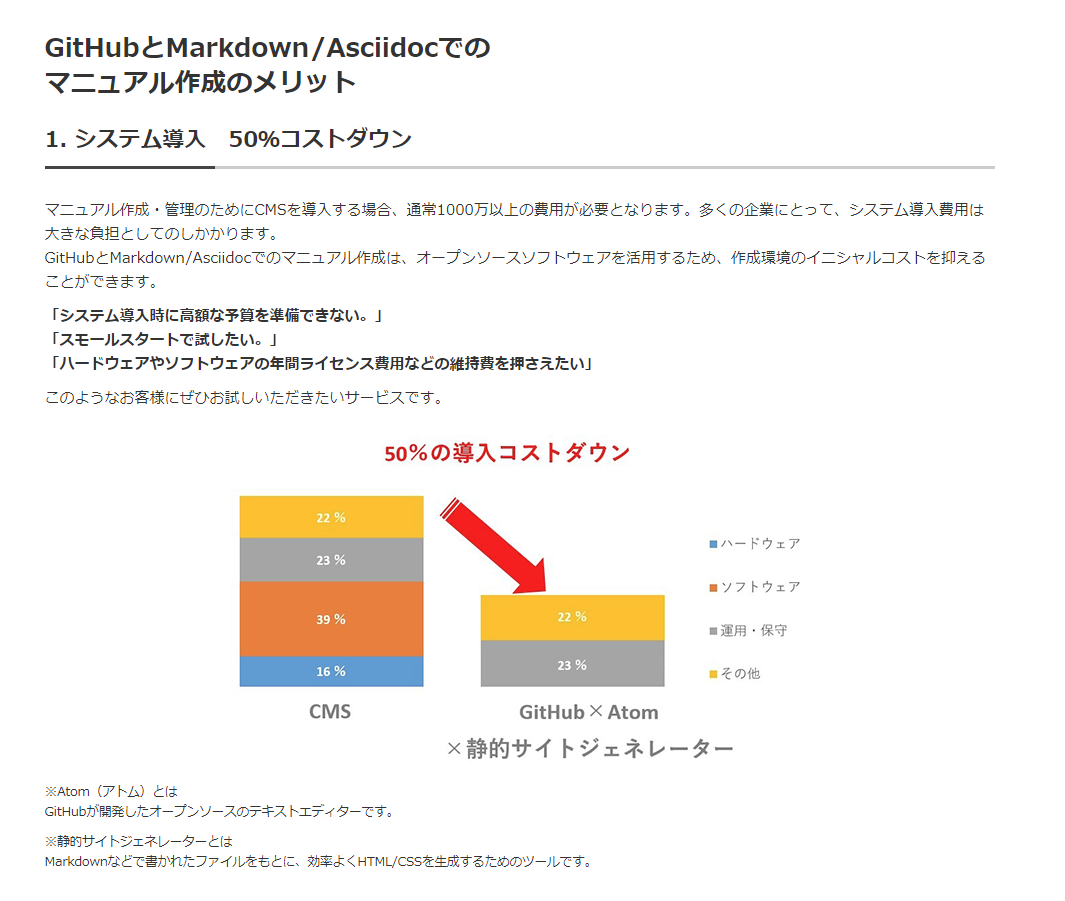 GitHubとMarkdown/Asciidocでの
マニュアル作成のメリット
1. システム導入　50%コストダウン
マニュアル作成・管理のためにCMSを導入する場合、通常1000万以上の費用が必要となります。多くの企業にとって、システム導入費用は
大きな負担としてのしかかります。
GitHubとMarkdown/Asciidocでのマニュアル作成は、オープンソースソフトウェアを活用するため、作成環境のイニシャルコストを抑える
ことができます。
「システム導入時に高額な予算を準備できない。」
「スモールスタートで試したい。」
「ハードウェアやソフトウェアの年間ライセンス費用などの維持費を押さえたい」
このようなお客様にぜひお試しいただきたいサービスです。
50％の導入コストダウン
22 %
23 %
39 %
16 %
CMS
22 %
23 %
GitHub×Atom
×静的サイトジェネレーター
ハードウェア
ソフトウェア
運用・保守
その他
※Atom（アトム）とは
GitHubが開発したオープンソースのテキストエディターです。
※静的サイトジェネレーターとは
Markdownなどで書かれたファイルをもとに、効率よくHTML/CSSを生成するためのツールです。